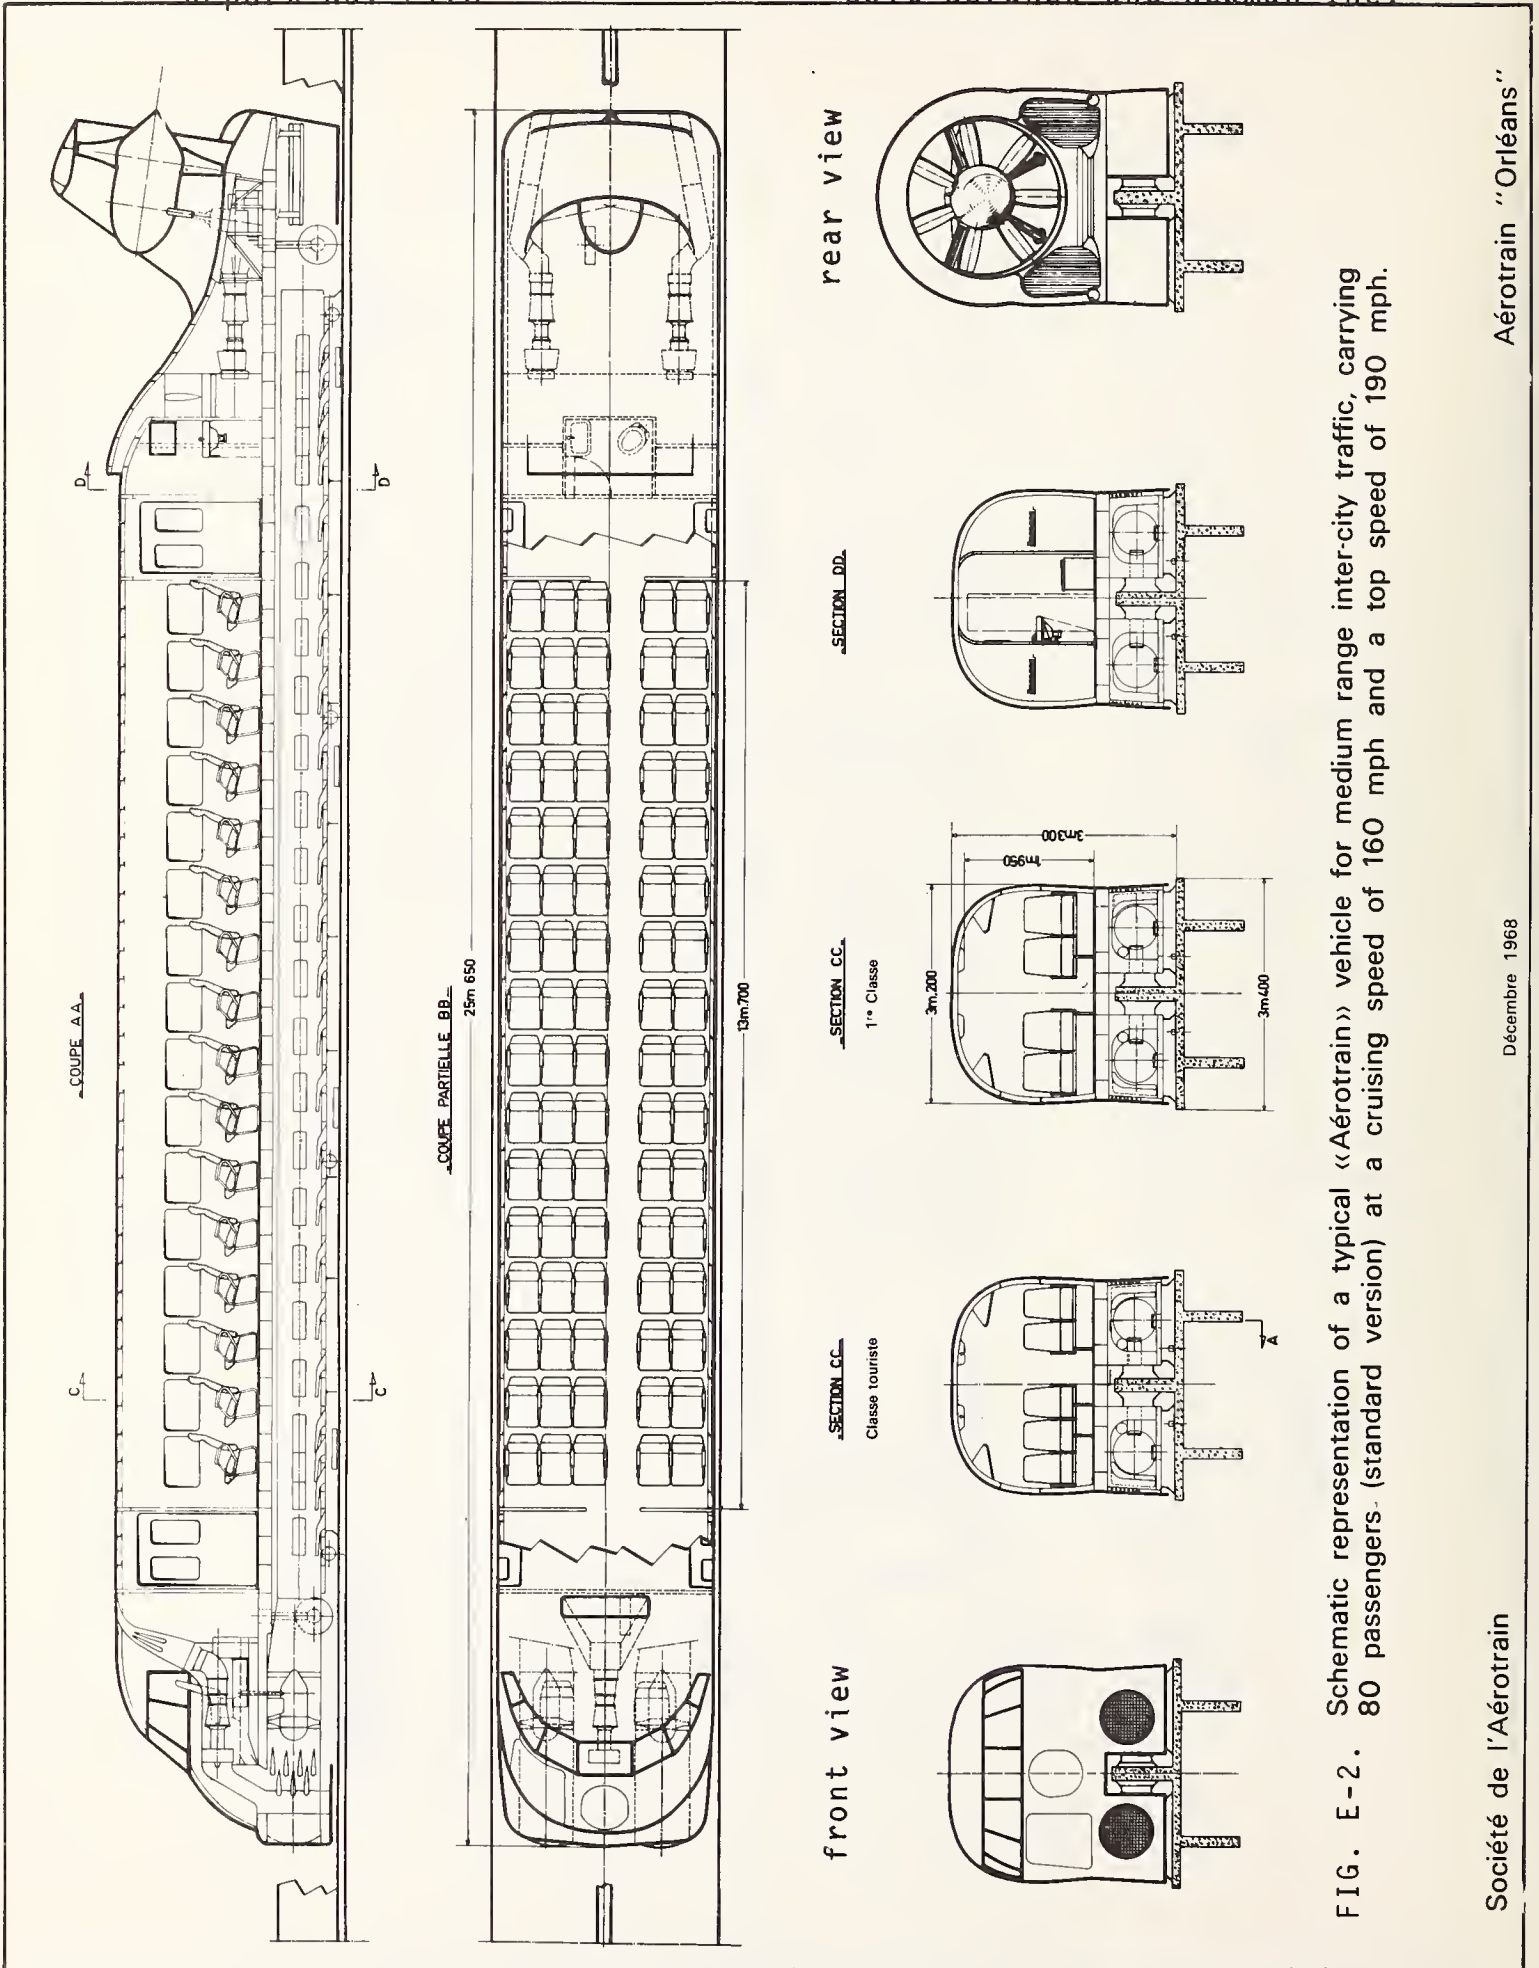 COUPE A A
C
D
C
D
COUPE PARTIELLE BB
25m 650
13m.700
front view
SECTION CC
Classe touriste
A
SECTION CC
1re Classe
3m.200
1m950
3m300
3m400
SECTION DD
rear view
FIG. E-2. Schematic representation of a typical «Aérotrain» vehicle for medium range inter-city traffic, carrying
80 passengers (standard version) at a cruising speed of 160 mph and a top speed of 190 mph.
Société de l'Aérotrain
Décembre 1968
Aérotrain "Orléans"